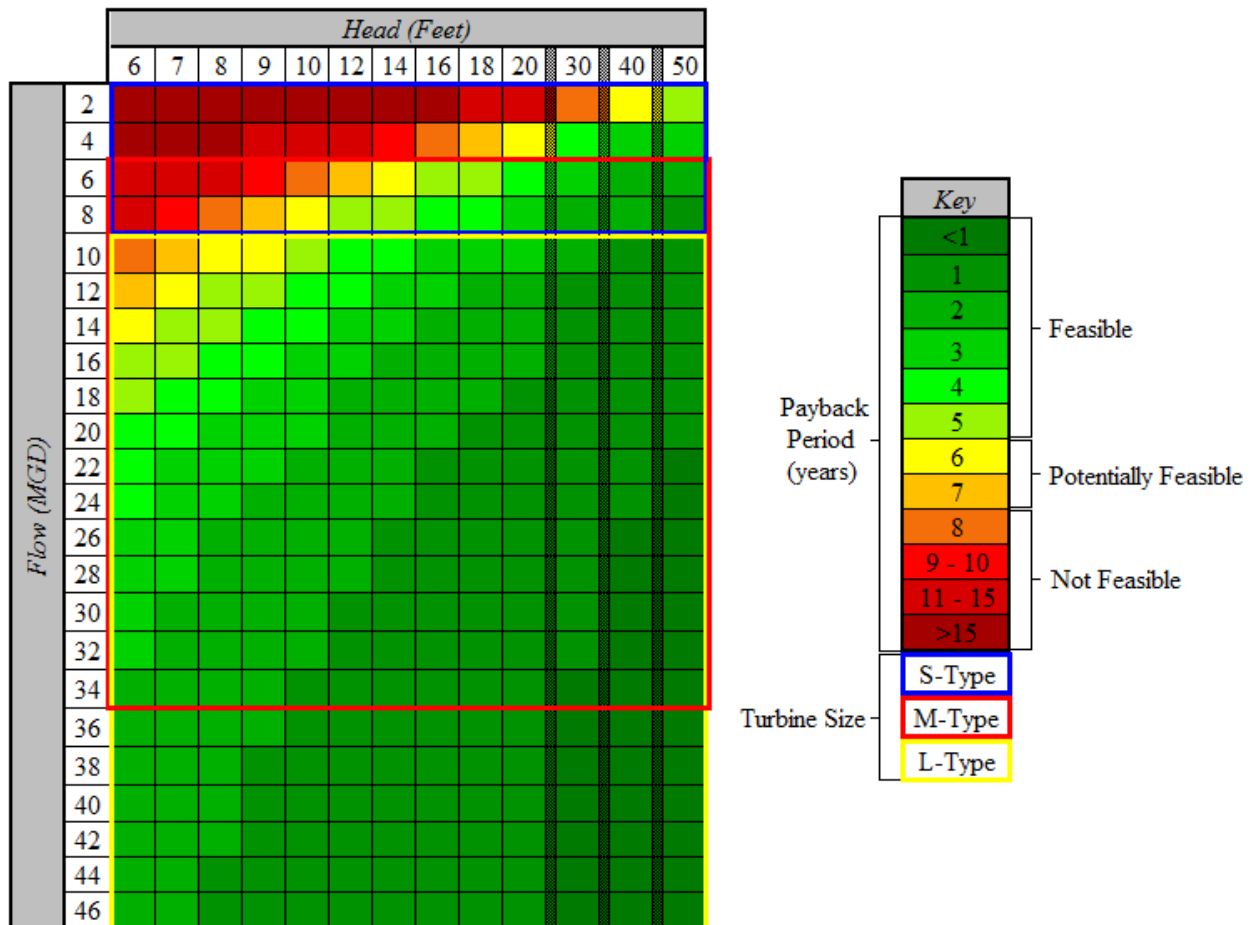 Head (Feet)
6 7 8 9 10 12 14 16 18 20 30 40 50
Flow (MGD)
2
4
6
8
10
12
14
16
18
20
22
24
26
28
30
32
34
36
38
40
42
44
46
Key
<1
1
2
3
4
5
6
7
8
9 - 10
11 - 15
>15
S-Type
M-Type
L-Type
Payback
Period
(years)
Turbine Size
Feasible
Potentially Feasible
Not Feasible